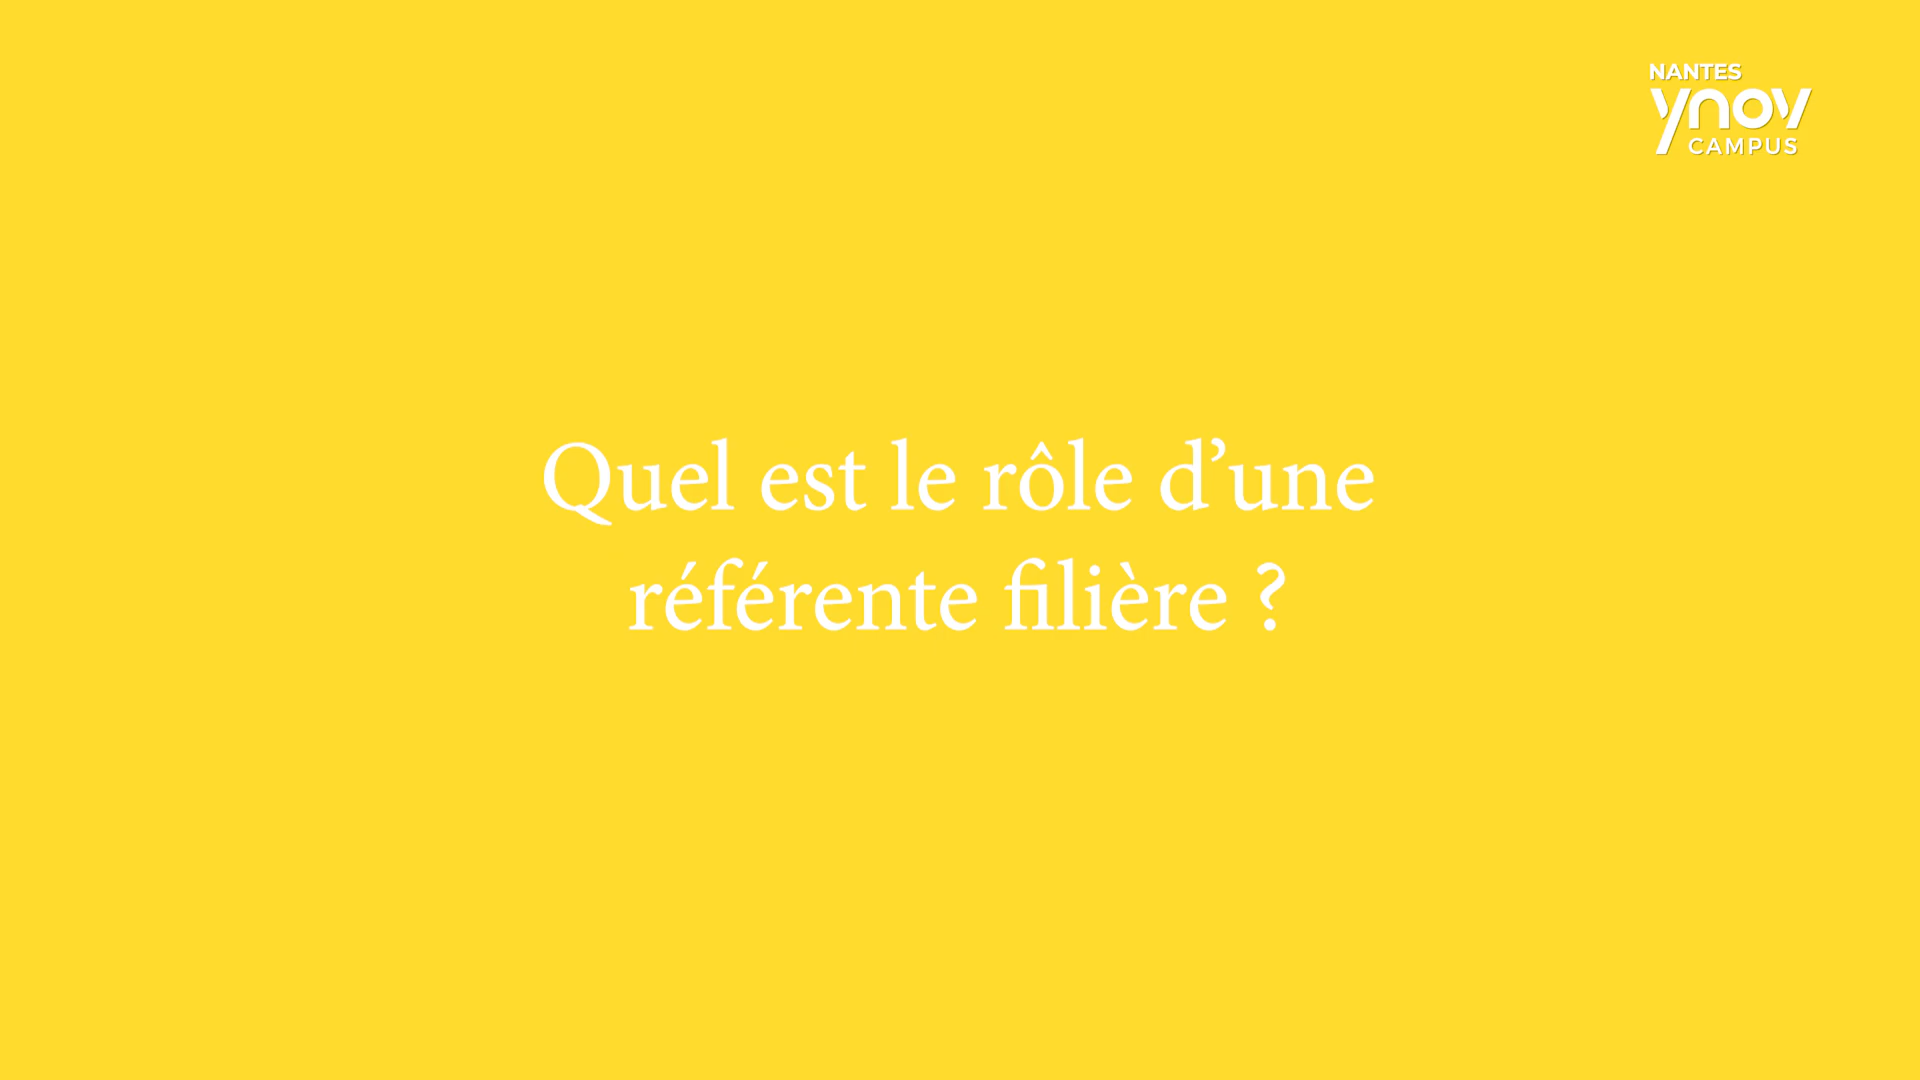 NANTES
ynov
CAMPUS
Quel est le rôle d’une
référente filière ?